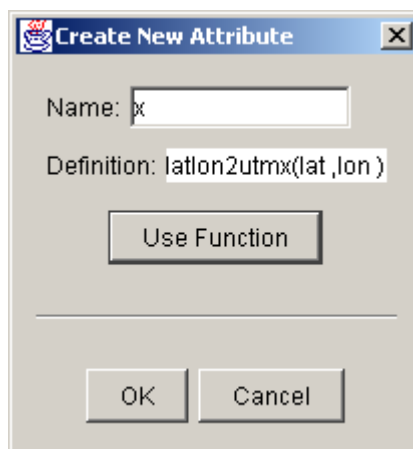 Create New Attribute
Name: x
Definition: latlon2utmx(lat ,lon )
Use Function
OK Cancel